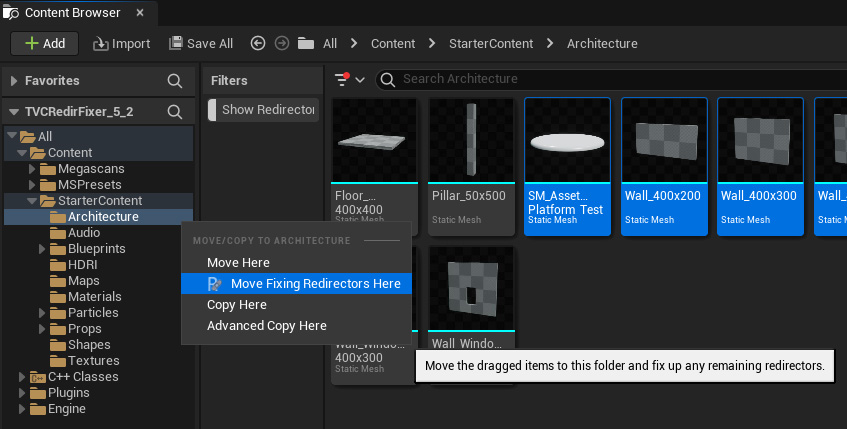 Content Browser
Add
Import
Save All
All
Content
StarterContent
Architecture
Favorites
Filters
Search Architecture
TVCRedirFixer_5_2
Show Redirector
All
Content
Megascans
MSPresets
StarterContent
Architecture
Audio
Blueprints
HDRI
Maps
Materials
Particles
Props
Shapes
Textures
C++ Classes
Plugins
Engine
Floor_...
400x400
Static Mesh
Pillar_50x500
Static Mesh
SM_Asset...
Platform Test
Static Mesh
Wall_400x200
Static Mesh
Wall_400x300
Static Mesh
Wall_
Static
MOVE/COPY TO ARCHITECTURE
Move Here
Move Fixing Redirectors Here
Copy Here
Advanced Copy Here
Wall_Windo...
400x300
Static Mesh
Wall_Windo...
Move the dragged items to this folder and fix up any remaining redirectors.